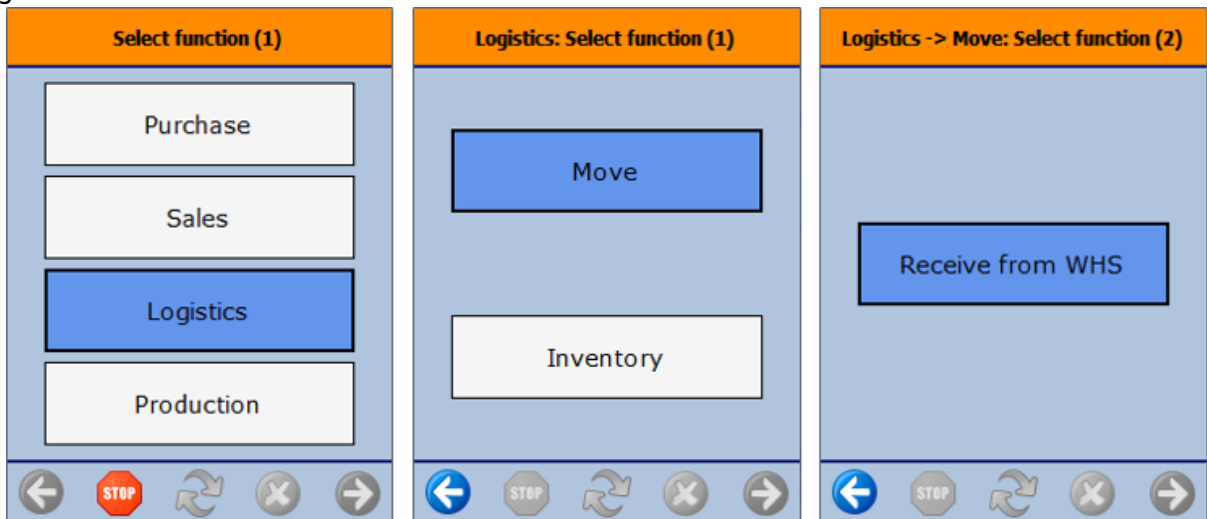 Select function (1)
Purchase
Sales
Logistics
Production
STOP
Logistics: Select function (1)
Move
Inventory
STOP
Logistics -> Move: Select function (2)
Receive from WHS
STOP